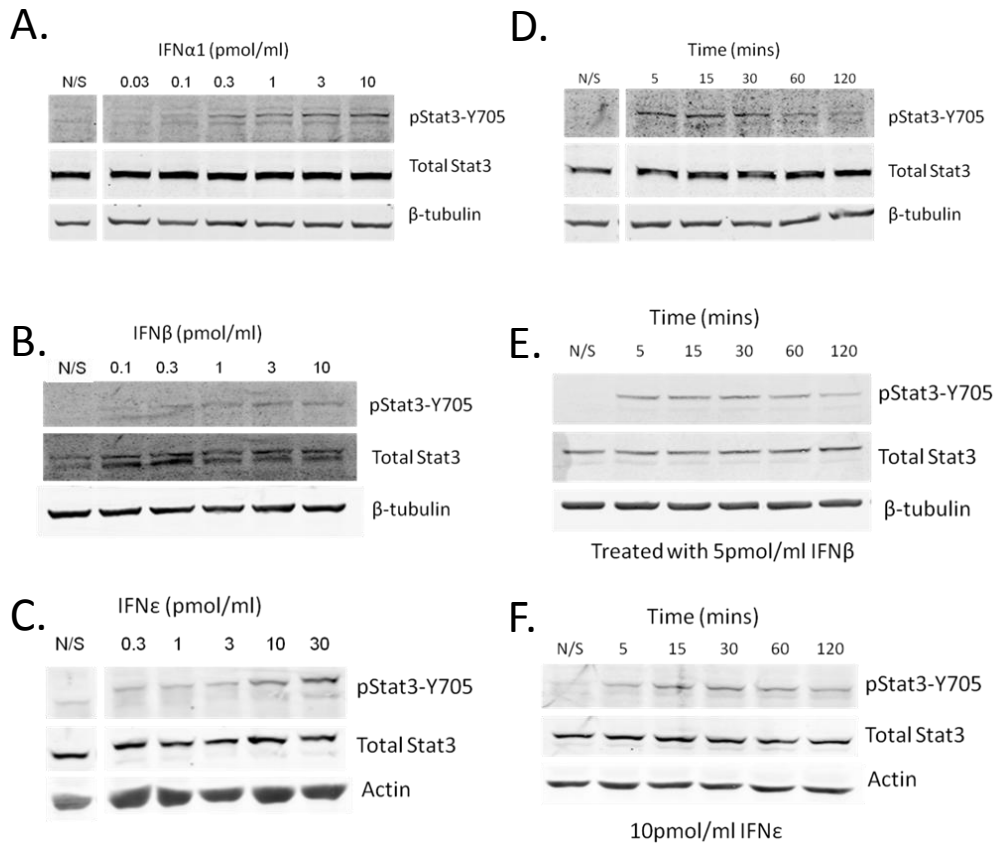 A.
IFNα1 (pmol/ml)
N/S 0.03 0.1 0.3 1 3 10
pStat3-Y705
Total Stat3
β-tubulin
B.
IFNβ (pmol/ml)
N/S 0.1 0.3 1 3 10
pStat3-Y705
Total Stat3
β-tubulin
C.
IFNε (pmol/ml)
N/S 0.3 1 3 10 30
pStat3-Y705
Total Stat3
Actin
D.
Time (mins)
N/S 5 15 30 60 120
pStat3-Y705
Total Stat3
β-tubulin
E.
Time (mins)
N/S 5 15 30 60 120
pStat3-Y705
Total Stat3
β-tubulin
Treated with 5pmol/ml IFNβ
F.
Time (mins)
N/S 5 15 30 60 120
pStat3-Y705
Total Stat3
Actin
10pmol/ml IFNε